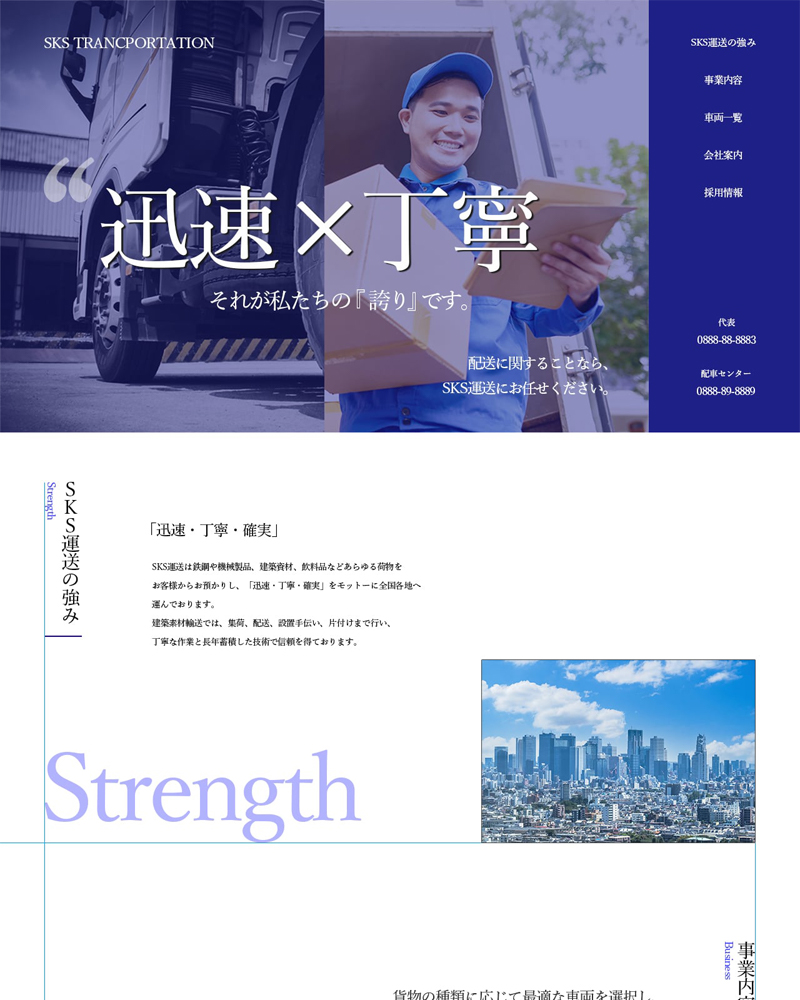 SKS TRANCPORTATION
SKS運送の強み
事業内容
車両一覧
会社案内
採用情報
“
迅速×丁寧
それが私たちの『誇り』です。
配送に関することなら、
SKS運送にお任せください。
代表
0888-88-8883
配車センター
0888-89-8889
SKS運送の強み
Strength
「迅速・丁寧・確実」
SKS運送は鉄鋼や機械製品、建築資材、飲料品などあらゆる荷物を
お客様からお預かりし、「迅速・丁寧・確実」をモットーに全国各地へ
運んでおります。
建築素材輸送では、集荷、配送、設置手伝い、片付けまで行い、
丁寧な作業と長年蓄積した技術で信頼を得ております。
Strength
事業内容
Business
貨物の種類に応じて最適な車両を選択し